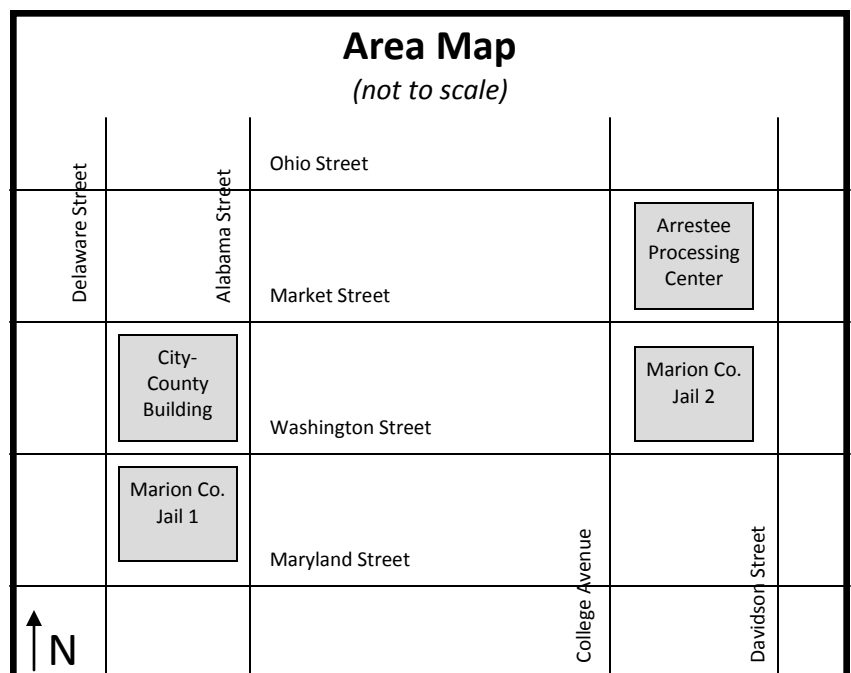 Area Map
(not to scale)
Ohio Street
Delaware Street
Alabama Street
Arrestee
Processing
Center
Market Street
City-
County
Building
Marion Co.
Jail 2
Washington Street
Marion Co.
Jail 1
Maryland Street
College Avenue
Davidson Street
N